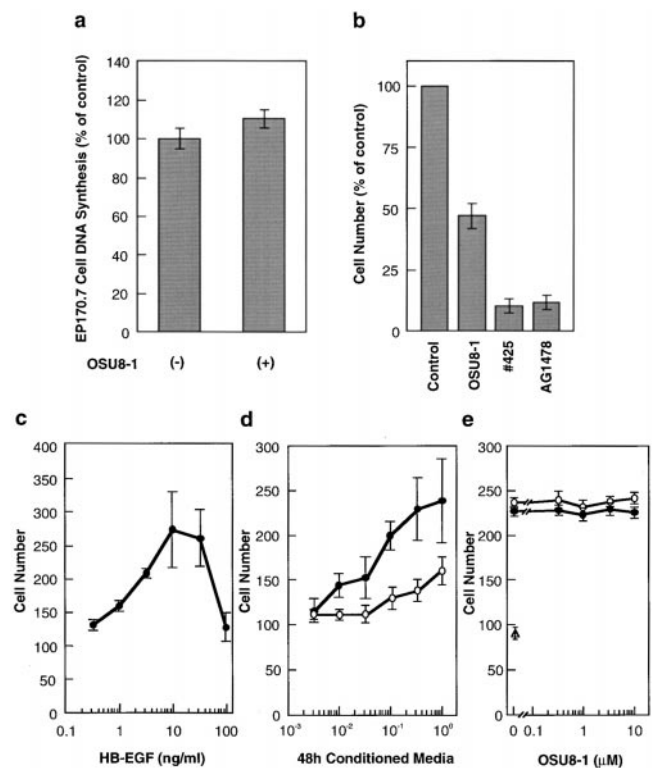 a
EP170.7 Cell DNA Synthesis (% of control)
140
120
110
80
60
40
20
0
OSU8-1 (-) (+)
b
Cell Number (% of control)
100
75
50
25
0
Control OSU8-1 #425 AG1478
c
Cell Number
400
350
300
250
200
150
100
50
0
0.1 1 10 100
HB-EGF (ng/ml)
d
Cell Number
300
250
200
150
100
50
0
10⁻³ 10⁻² 10⁻¹ 10⁰
48h Conditioned Media
e
Cell Number
300
250
200
150
100
50
0
0 0.1 1 10
OSU8-1 (μM)